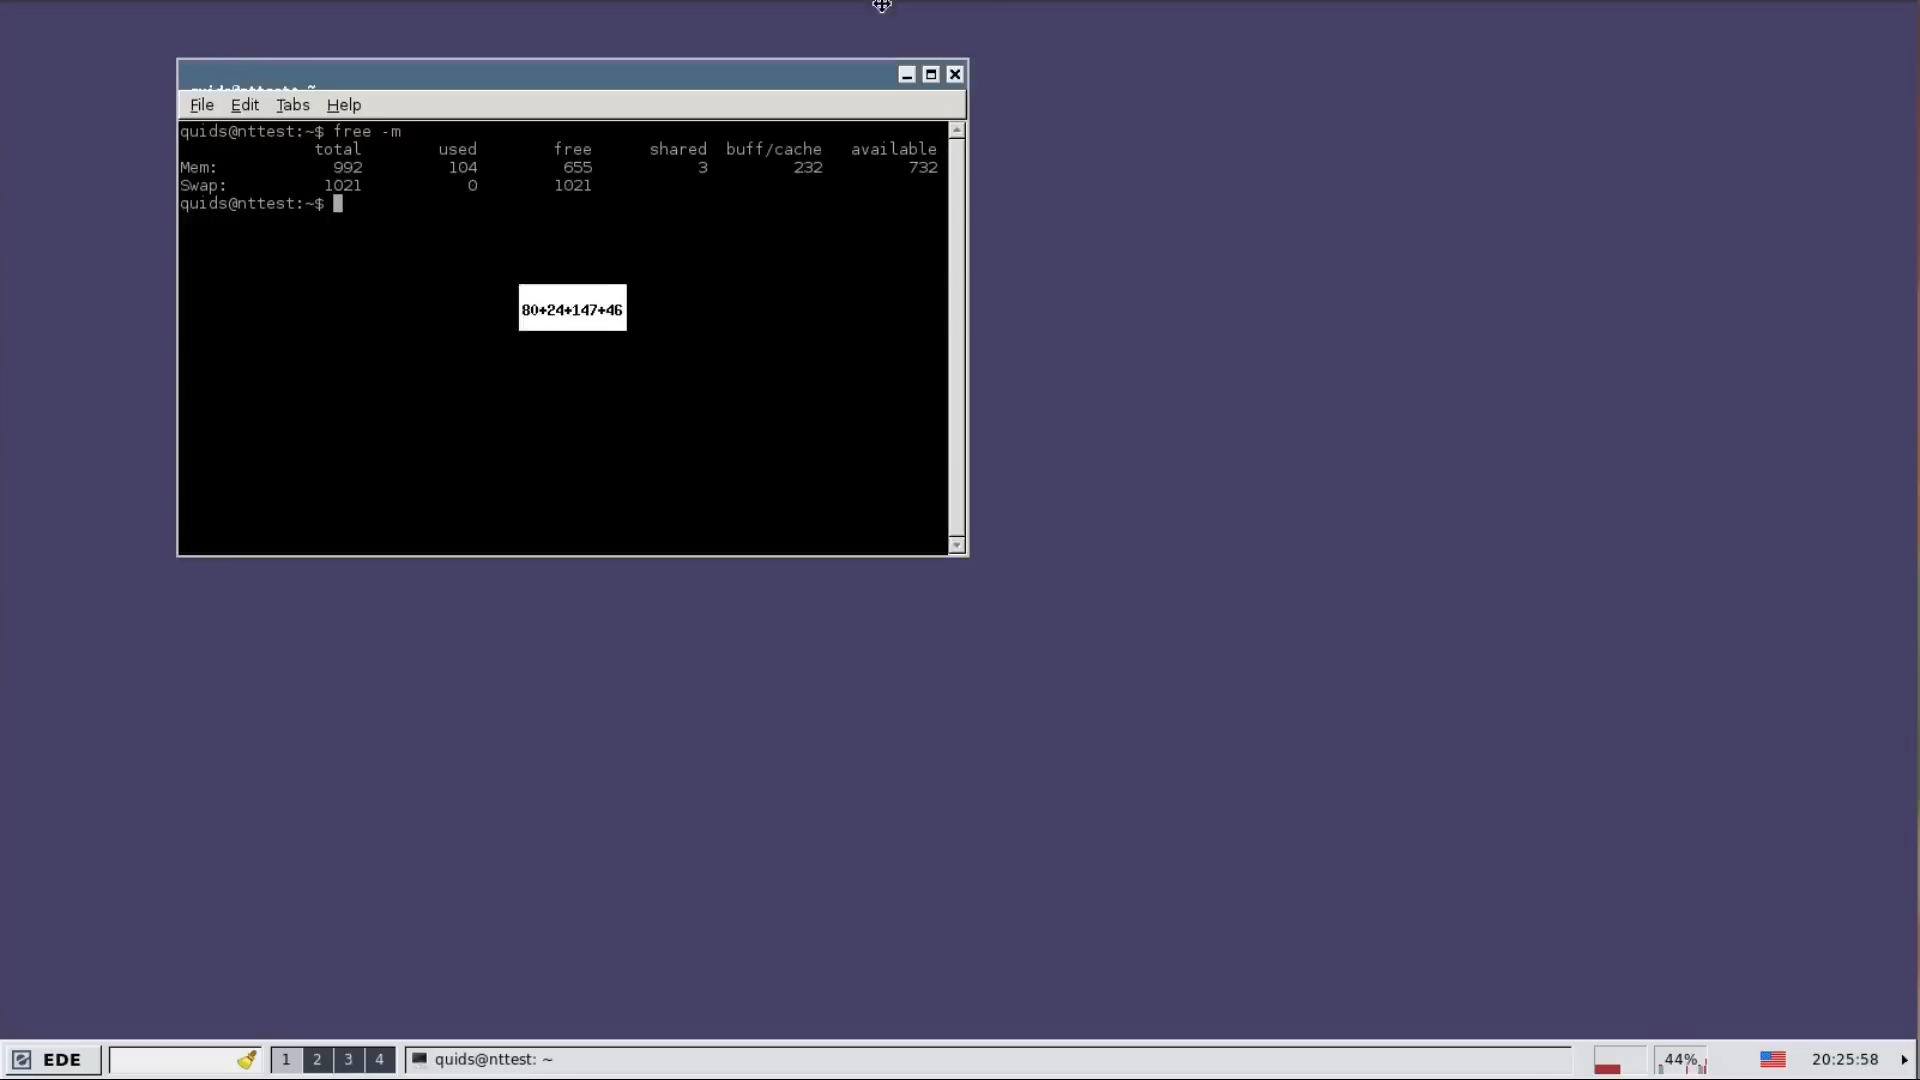 quids@nttest: ~
File Edit Tabs Help
quids@nttest:~$ free -m
total used free shared buff/cache available
Mem: 992 104 655 3 232 732
Swap: 1021 0 1021
quids@nttest:~$
80+24+147+46
EDE 1 2 3 4 quids@nttest: ~ 44% 20:25:58